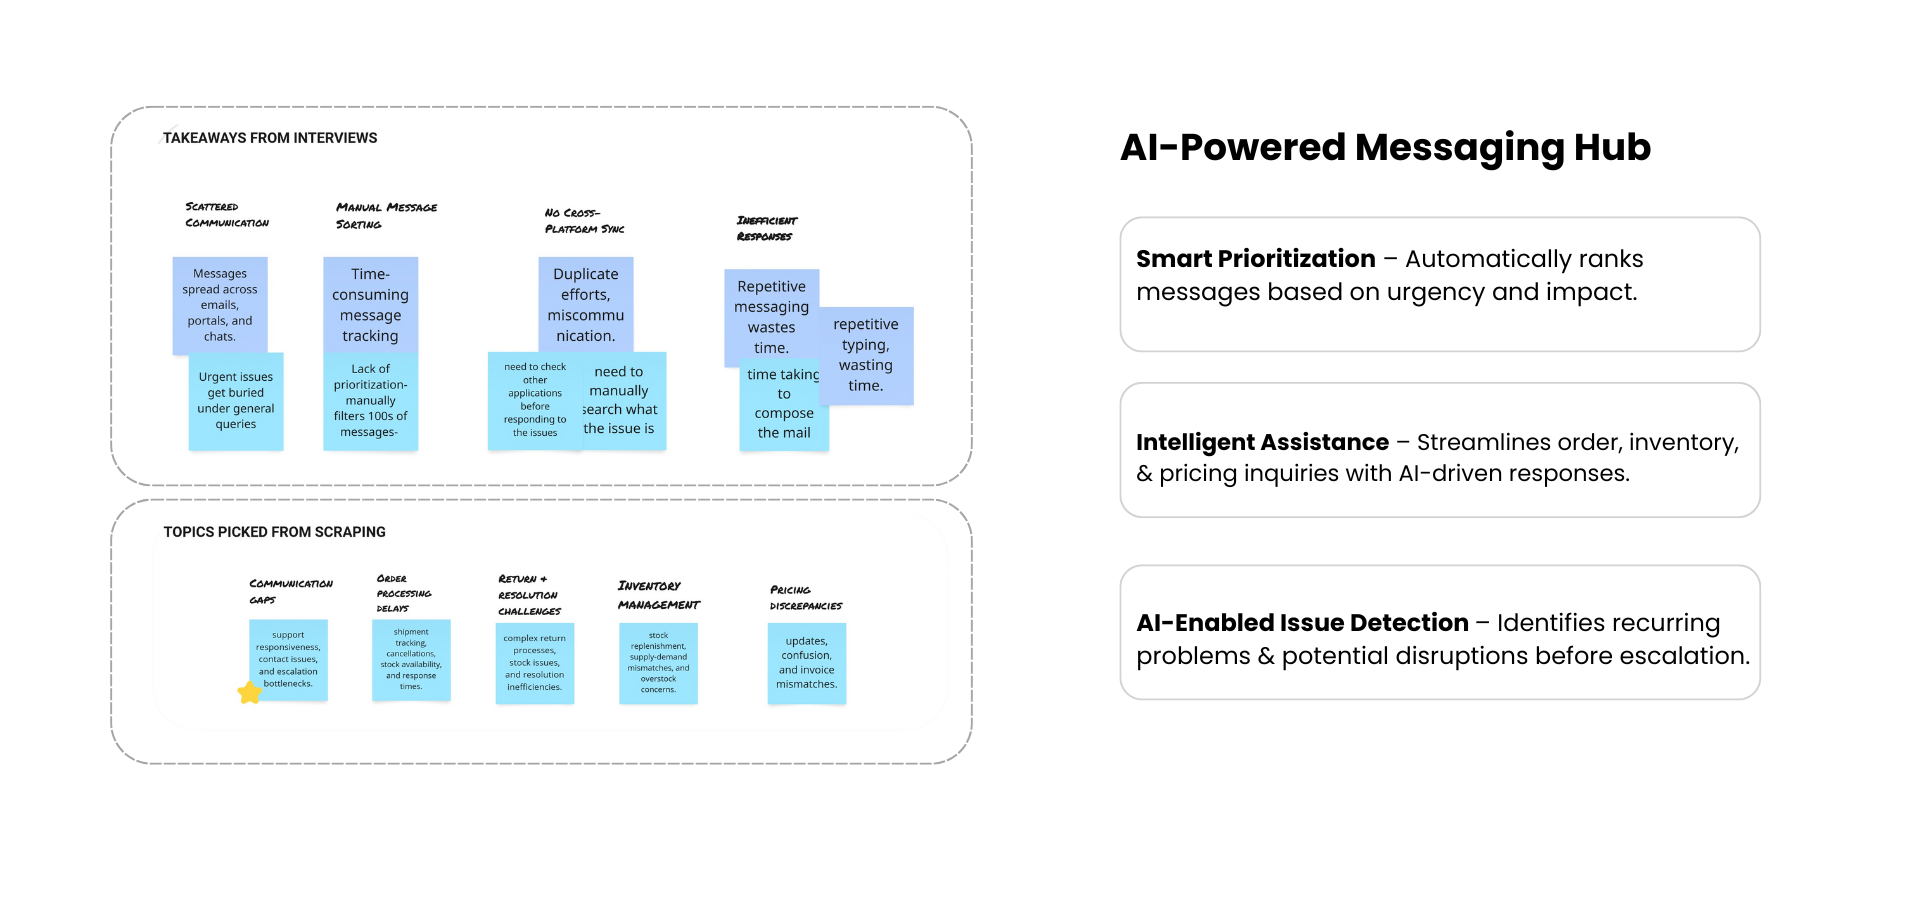 TAKEAWAYS FROM INTERVIEWS
Scattered
Communication
Messages
spread across
emails,
portals, and
chats.
Urgent issues
get buried
under general
queries
Manual Message
Sorting
Time-
consuming
message
tracking
Lack of
prioritization-
manually
filters 100s of
messages-
No Cross-
Platform Sync
Duplicate
efforts,
miscommu
nication.
need to check
other
applications
before
responding to
the issues
need to
manually
search what
the issue is
Inefficient
Responses
Repetitive
messaging
wastes
time.
repetitive
typing,
wasting
time.
time taking
to
compose
the mail
TOPICS PICKED FROM SCRAPING
Communication
gaps
support
responsiveness,
contact issues,
and escalation
bottlenecks.
Order
processing
delays
shipment
tracking,
cancellations,
stock availability,
and response
times.
Return +
resolution
challenges
complex return
processes,
stock issues,
and resolution
inefficiencies.
Inventory
management
stock
replenishment,
supply-demand
mismatches, and
overstock
concerns.
Pricing
discrepancies
updates,
confusion,
and invoice
mismatches.
AI-Powered Messaging Hub
Smart Prioritization – Automatically ranks
messages based on urgency and impact.
Intelligent Assistance – Streamlines order, inventory,
& pricing inquiries with AI-driven responses.
AI-Enabled Issue Detection – Identifies recurring
problems & potential disruptions before escalation.